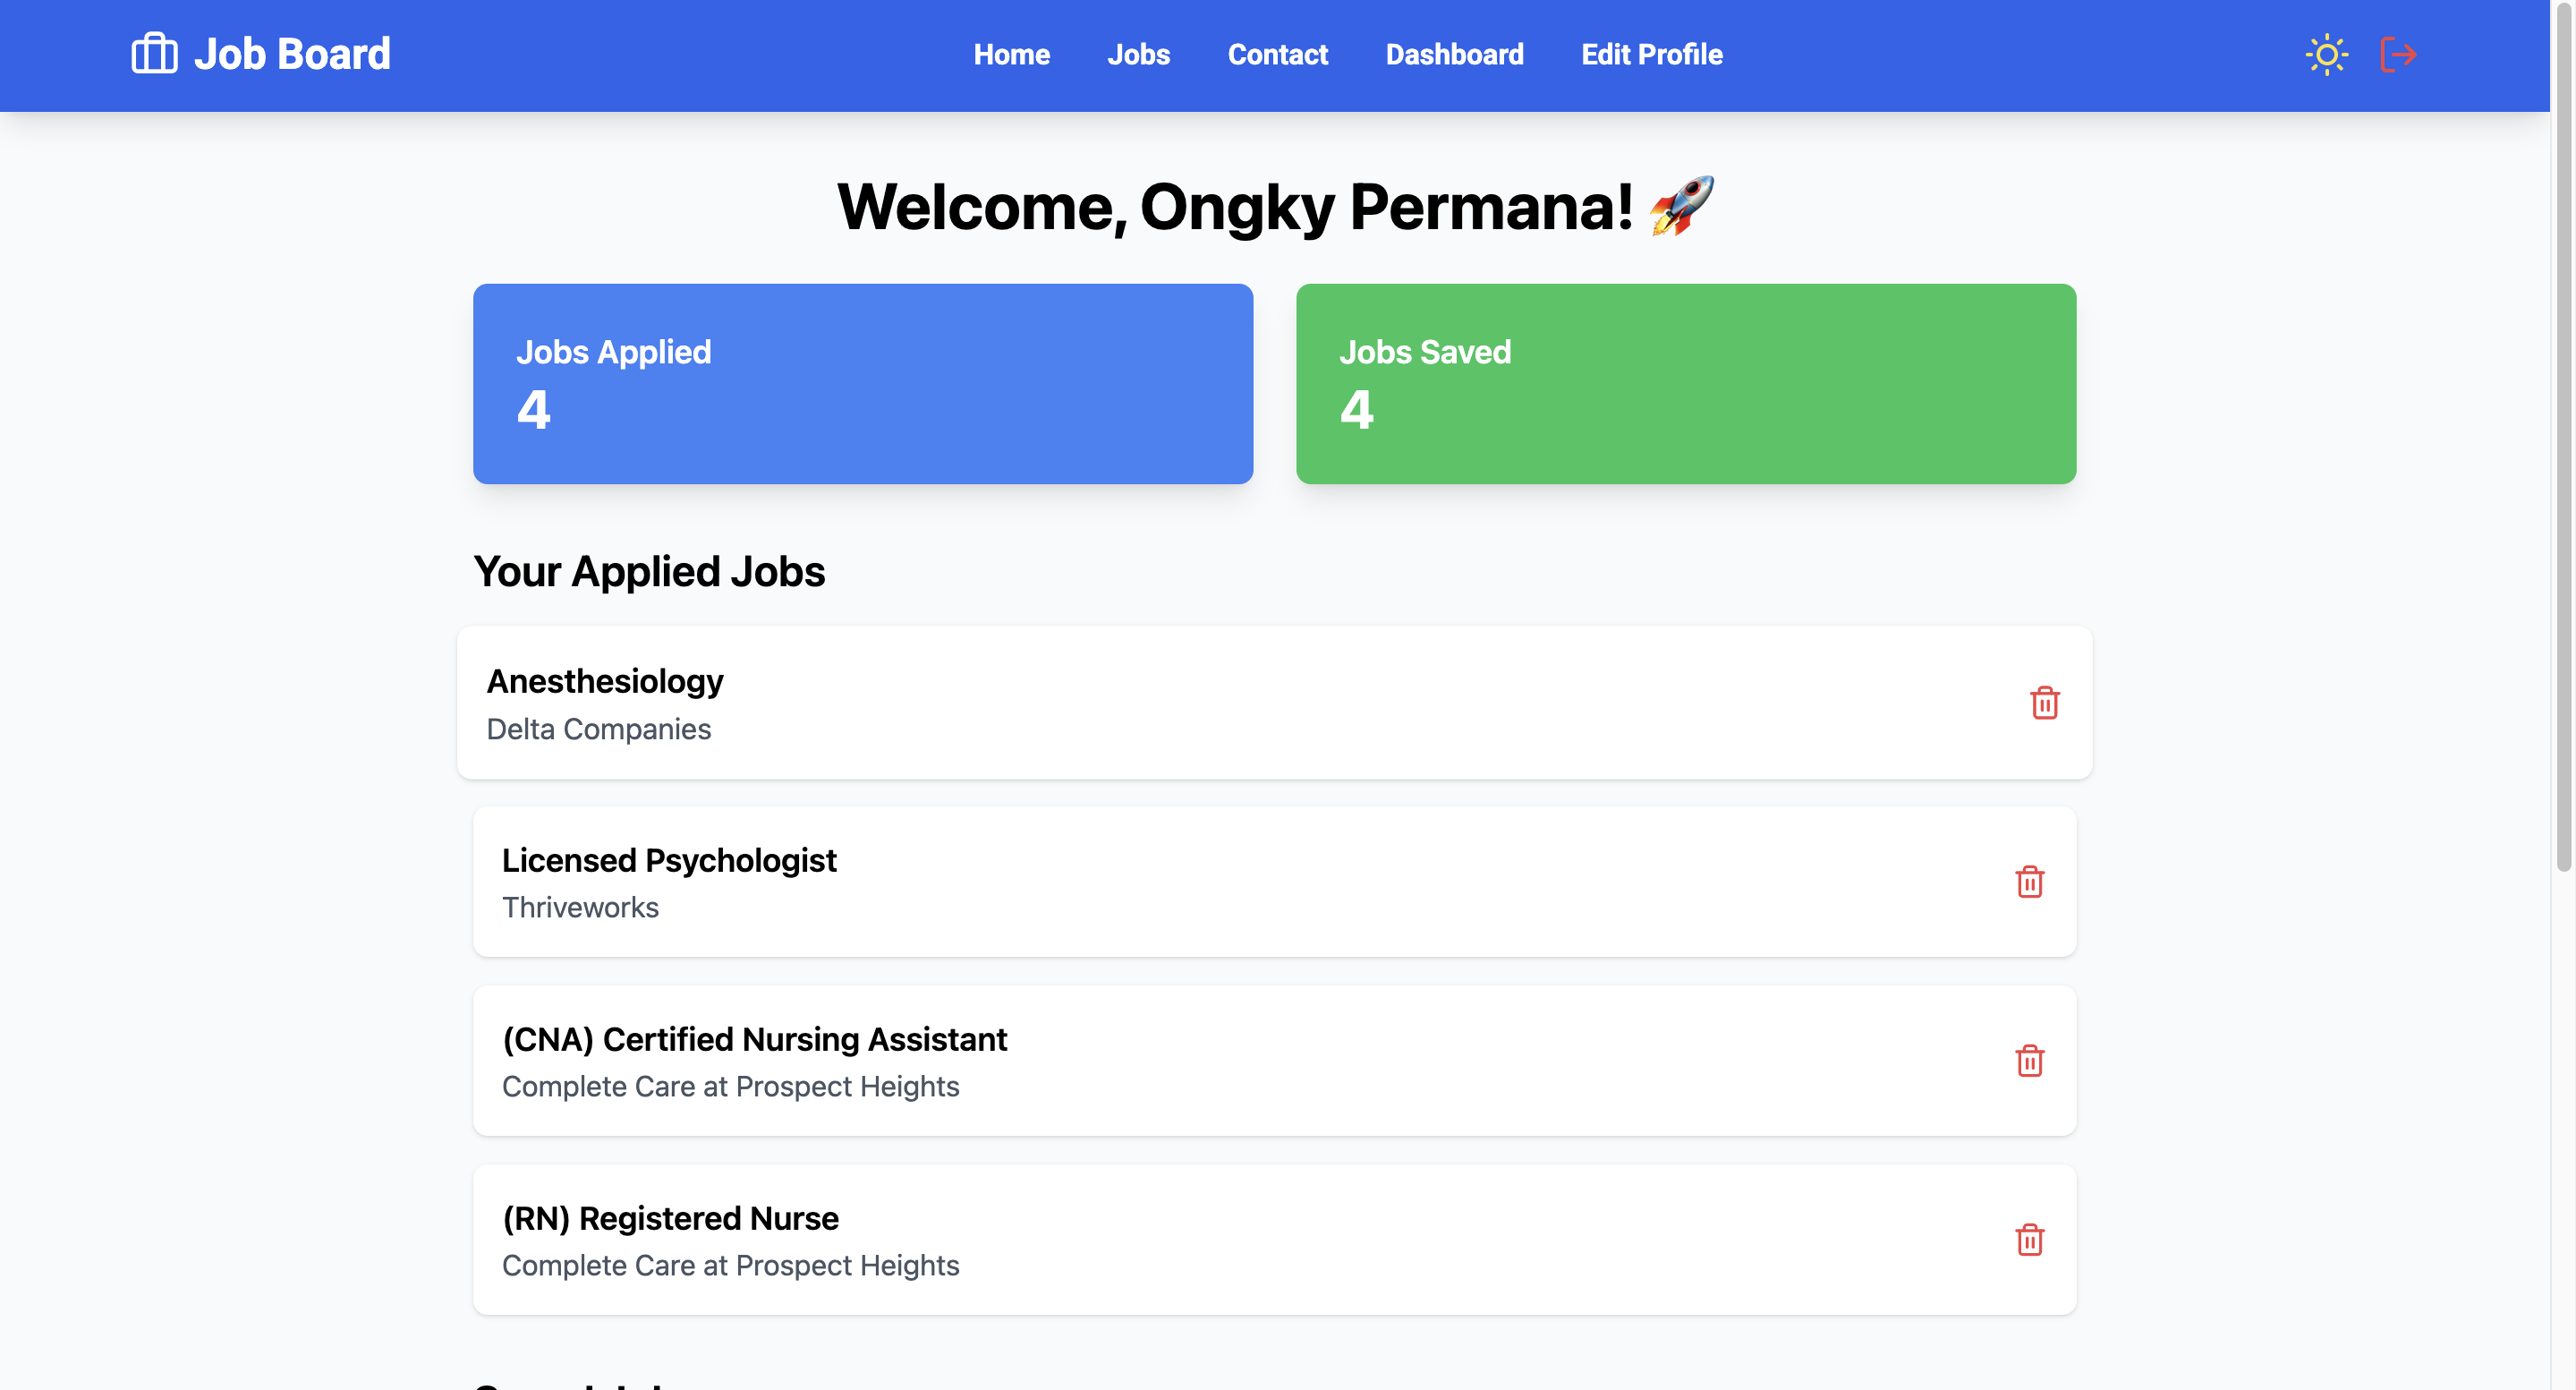 Job Board
Home Jobs Contact Dashboard Edit Profile
Welcome, Ongky Permana! 🚀
Jobs Applied
4
Jobs Saved
4
Your Applied Jobs
Anesthesiology
Delta Companies
Licensed Psychologist
Thriveworks
(CNA) Certified Nursing Assistant
Complete Care at Prospect Heights
(RN) Registered Nurse
Complete Care at Prospect Heights